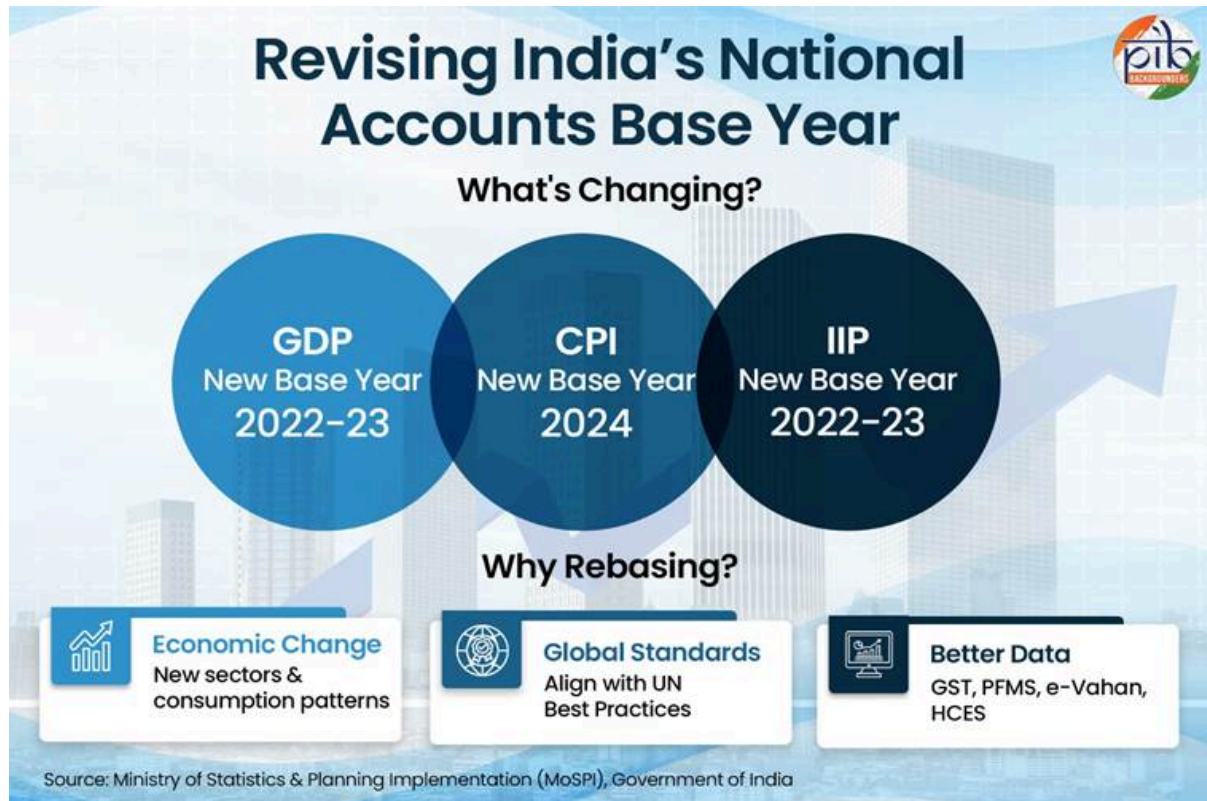 Revising India's National
Accounts Base Year
pib
BACKGROUNDERS
What's Changing?
GDP
New Base Year
2022-23
CPI
New Base Year
2024
IIP
New Base Year
2022-23
Why Rebasing?
Economic Change
New sectors &
consumption patterns
Global Standards
Align with UN
Best Practices
Better Data
GST, PFMS, e-Vahan,
HCES
Source: Ministry of Statistics & Planning Implementation (MoSPI), Government of India